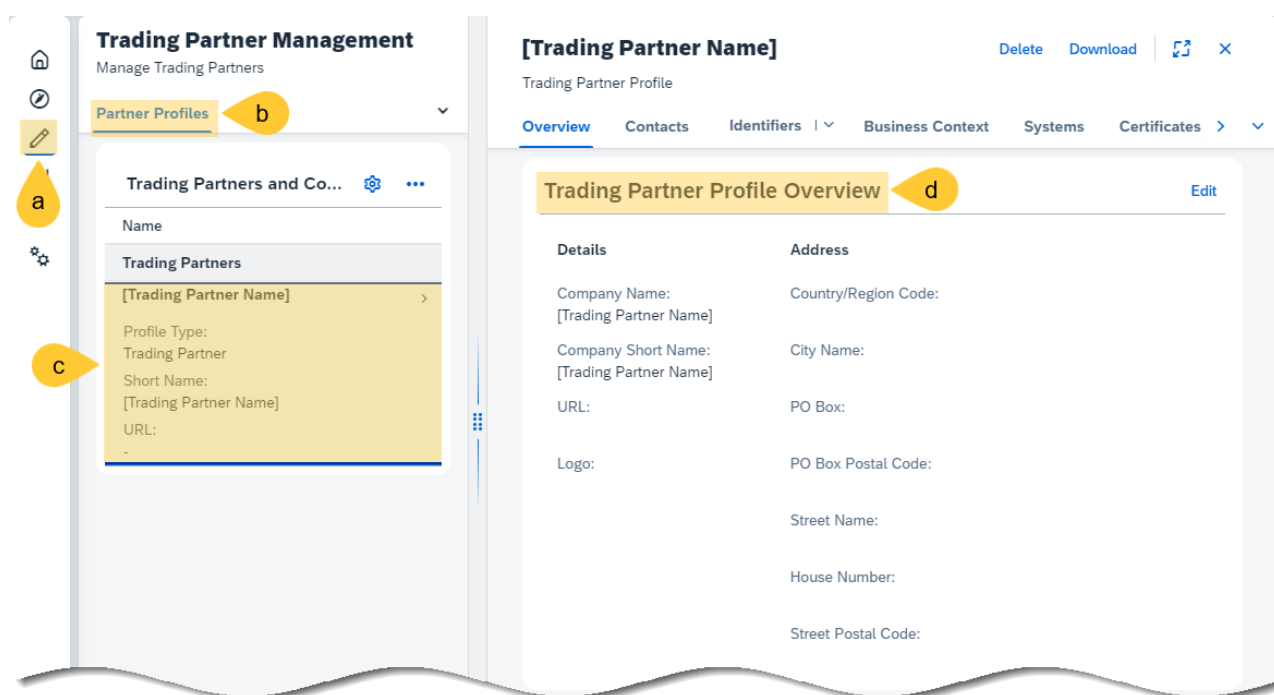 Trading Partner Management
Manage Trading Partners
Partner Profiles
b
a
Trading Partners and Co...
Name
Trading Partners
[Trading Partner Name]
Profile Type:
Trading Partner
Short Name:
[Trading Partner Name]
URL:
-
c
[Trading Partner Name]
Delete Download
Trading Partner Profile
Overview Contacts Identifiers Business Context Systems Certificates
Trading Partner Profile Overview
d
Edit
Details
Address
Company Name:
[Trading Partner Name]
Country/Region Code:
Company Short Name:
[Trading Partner Name]
City Name:
URL:
PO Box:
Logo:
PO Box Postal Code:
Street Name:
House Number:
Street Postal Code: